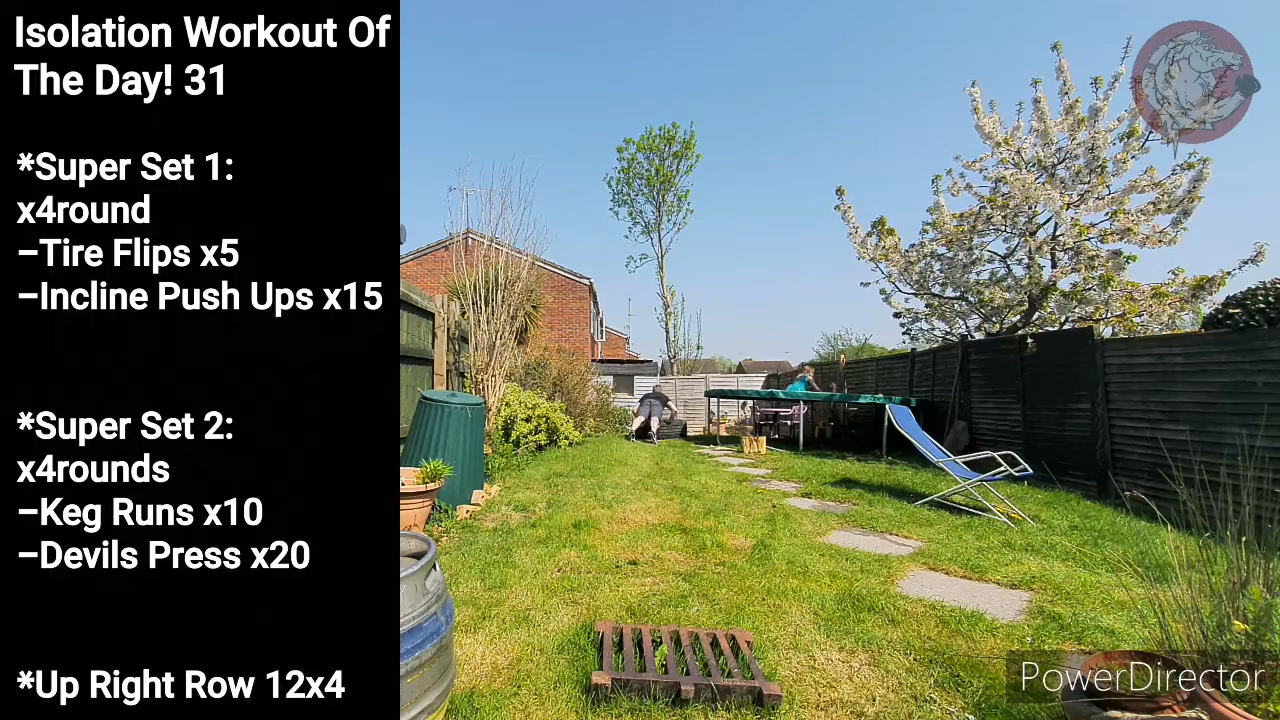 Isolation Workout Of
The Day! 31
*Super Set 1:
x4round
–Tire Flips x5
–Incline Push Ups x15
*Super Set 2:
x4rounds
–Keg Runs x10
–Devils Press x20
*Up Right Row 12x4
PowerDirector